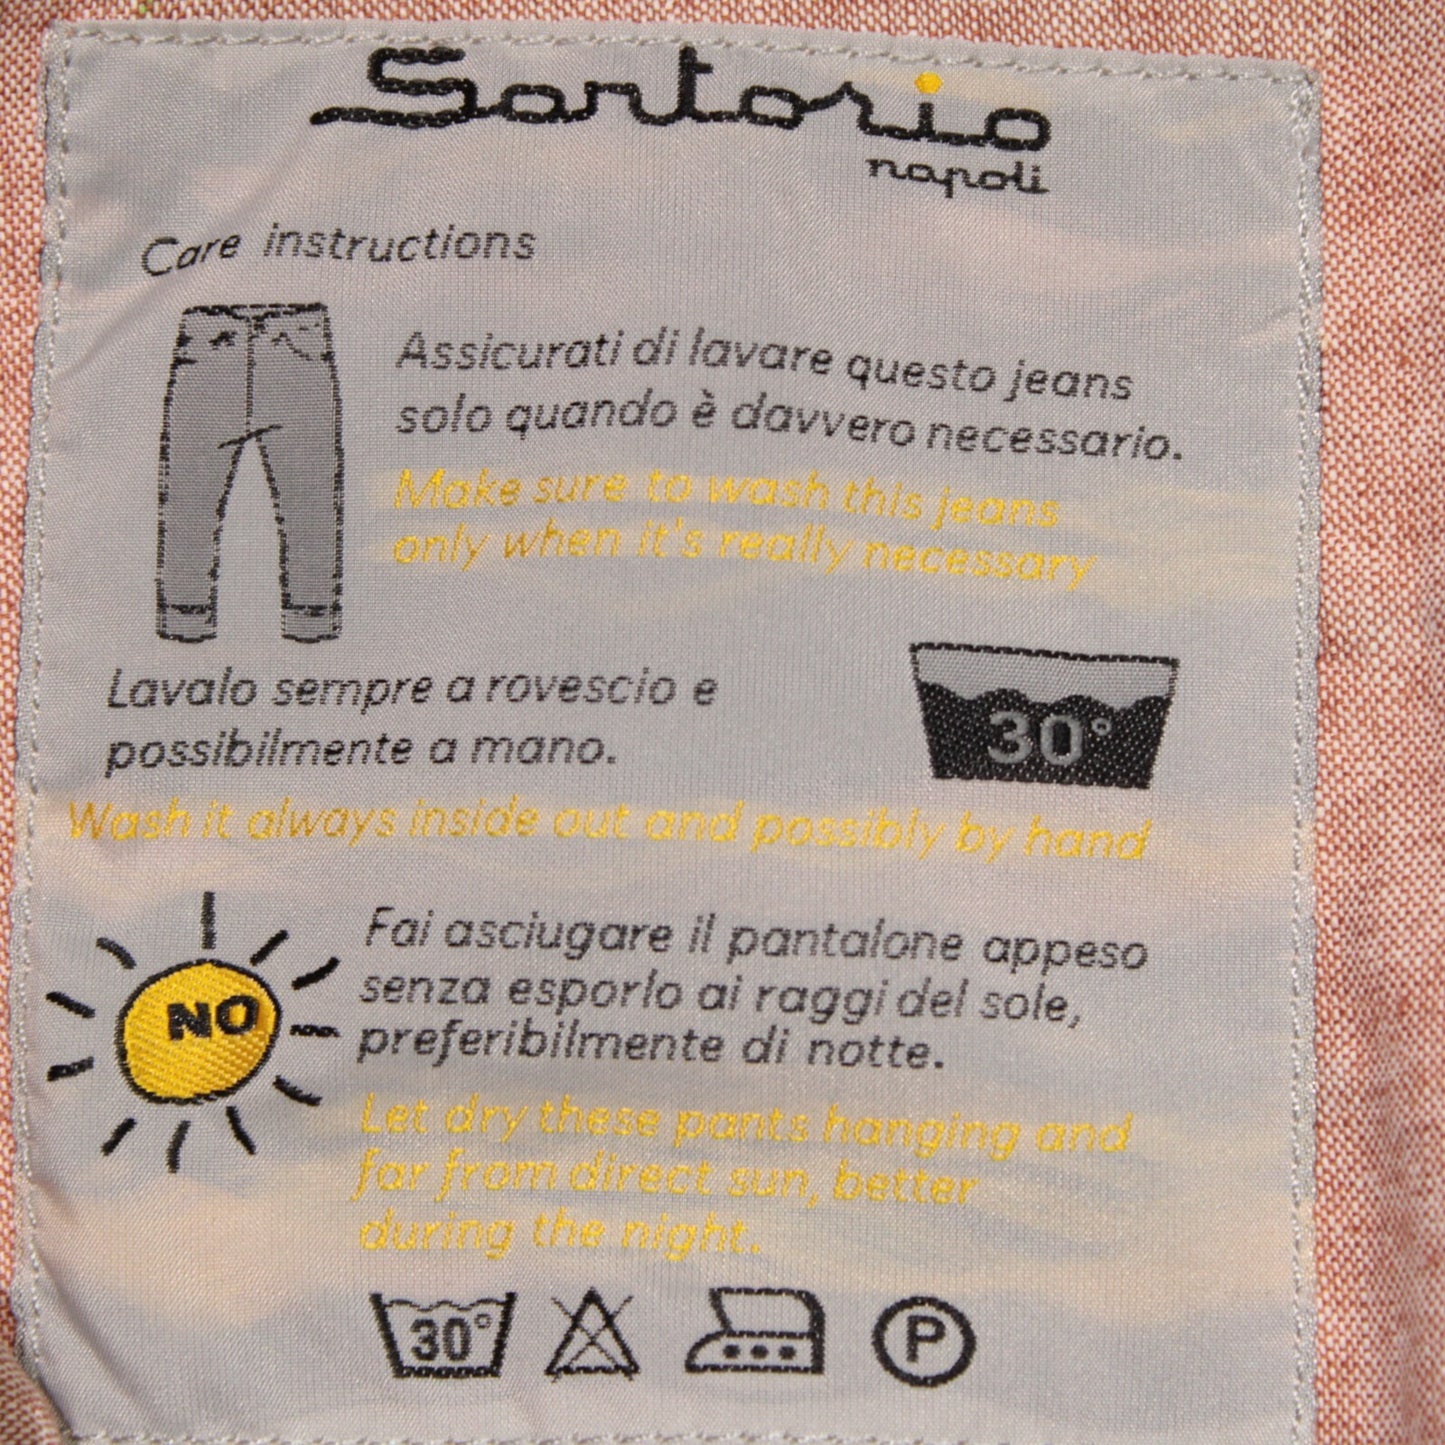 Sartorio
napoli
Care instructions
Assicurati di lavare questo jeans
solo quando è davvero necessario.
Make sure to wash this jeans
only when it's really necessary
Lavalo sempre a rovescio e
possibilmente a mano.
30°
Wash it always inside out and possibly by hand
NO
Fai asciugare il pantalone appeso
senza esporlo ai raggi del sole,
preferibilmente di notte.
Let dry these pants hanging and
far from direct sun, better
during the night.
30° P